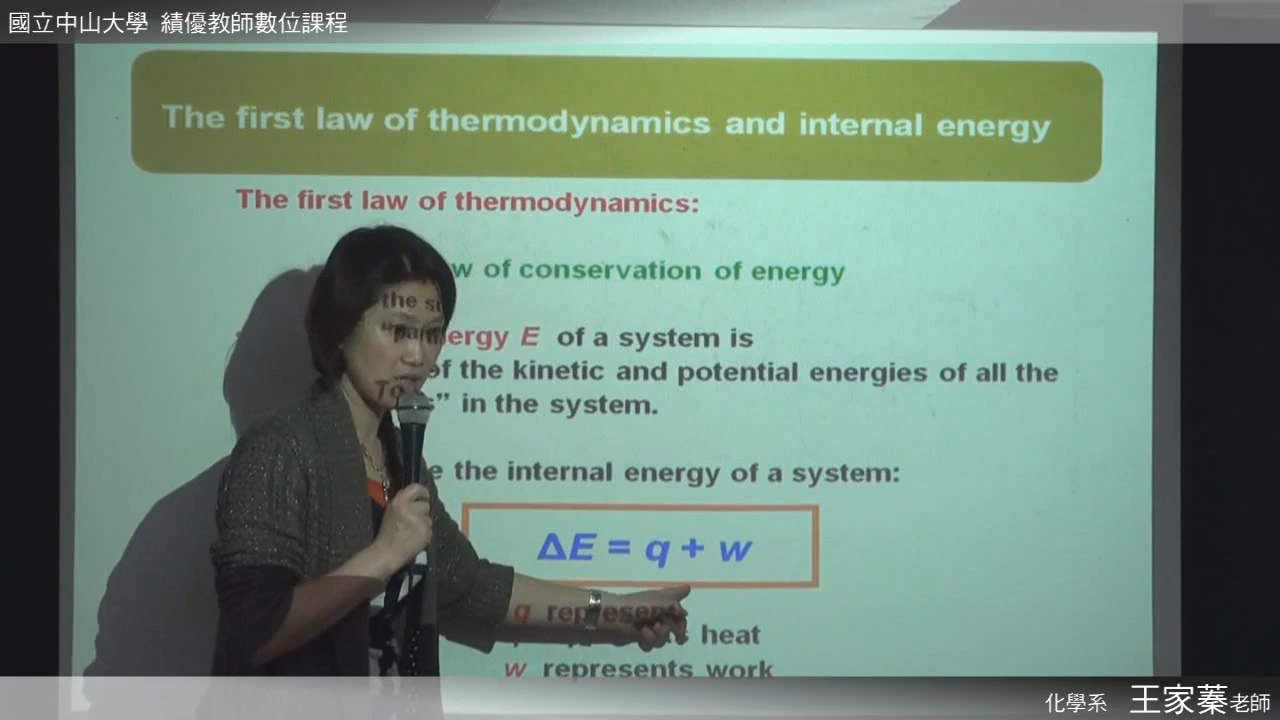 國立中山大學 績優教師數位課程
The first law of thermodynamics and internal energy
The first law of thermodynamics:
of conservation of energy
E of a system is
the
of the kinetic and potential energies of all the
in the system.
the internal energy of a system:
ΔE = q + w
q represents
heat
w represents work
化學系 王家蓁老師